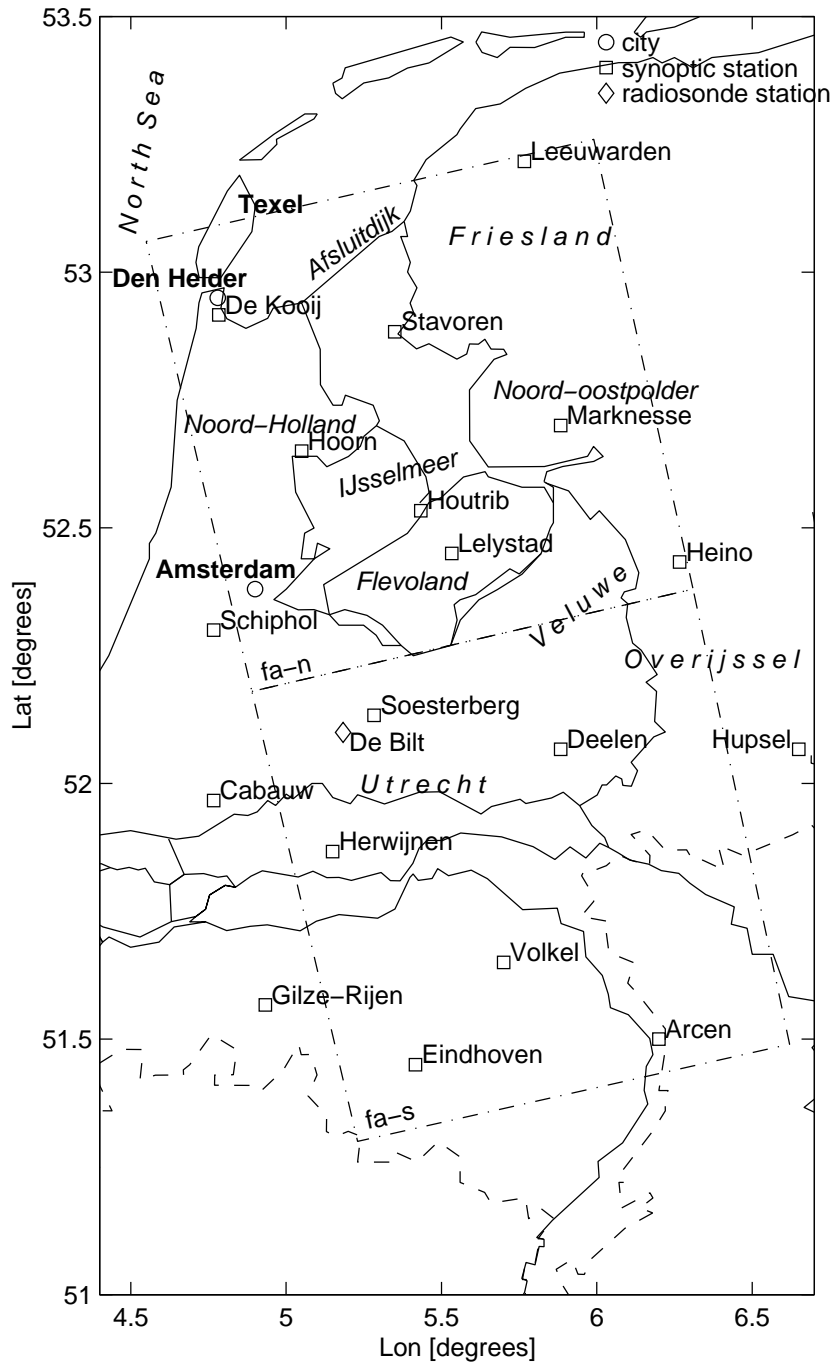 53.5
city
synoptic station
radiosonde station
North Sea
Leeuwarden
Texel
Afsluitdijk
Friesland
53
Den Helder
De Kooij
Stavoren
Noord–oostpolder
Marknesse
Noord–Holland
Hoorn
IJsselmeer
Houtrib
52.5
Lelystad
Heino
Amsterdam
Flevoland
Veluwe
Schiphol
fa–n
Overijssel
Lat [degrees]
Soesterberg
De Bilt
Deelen
Hupsel
52
Cabauw
Utrecht
Herwijnen
Volkel
Gilze–Rijen
51.5
Arcen
Eindhoven
fa–s
51
4.5 5 5.5 6 6.5
Lon [degrees]